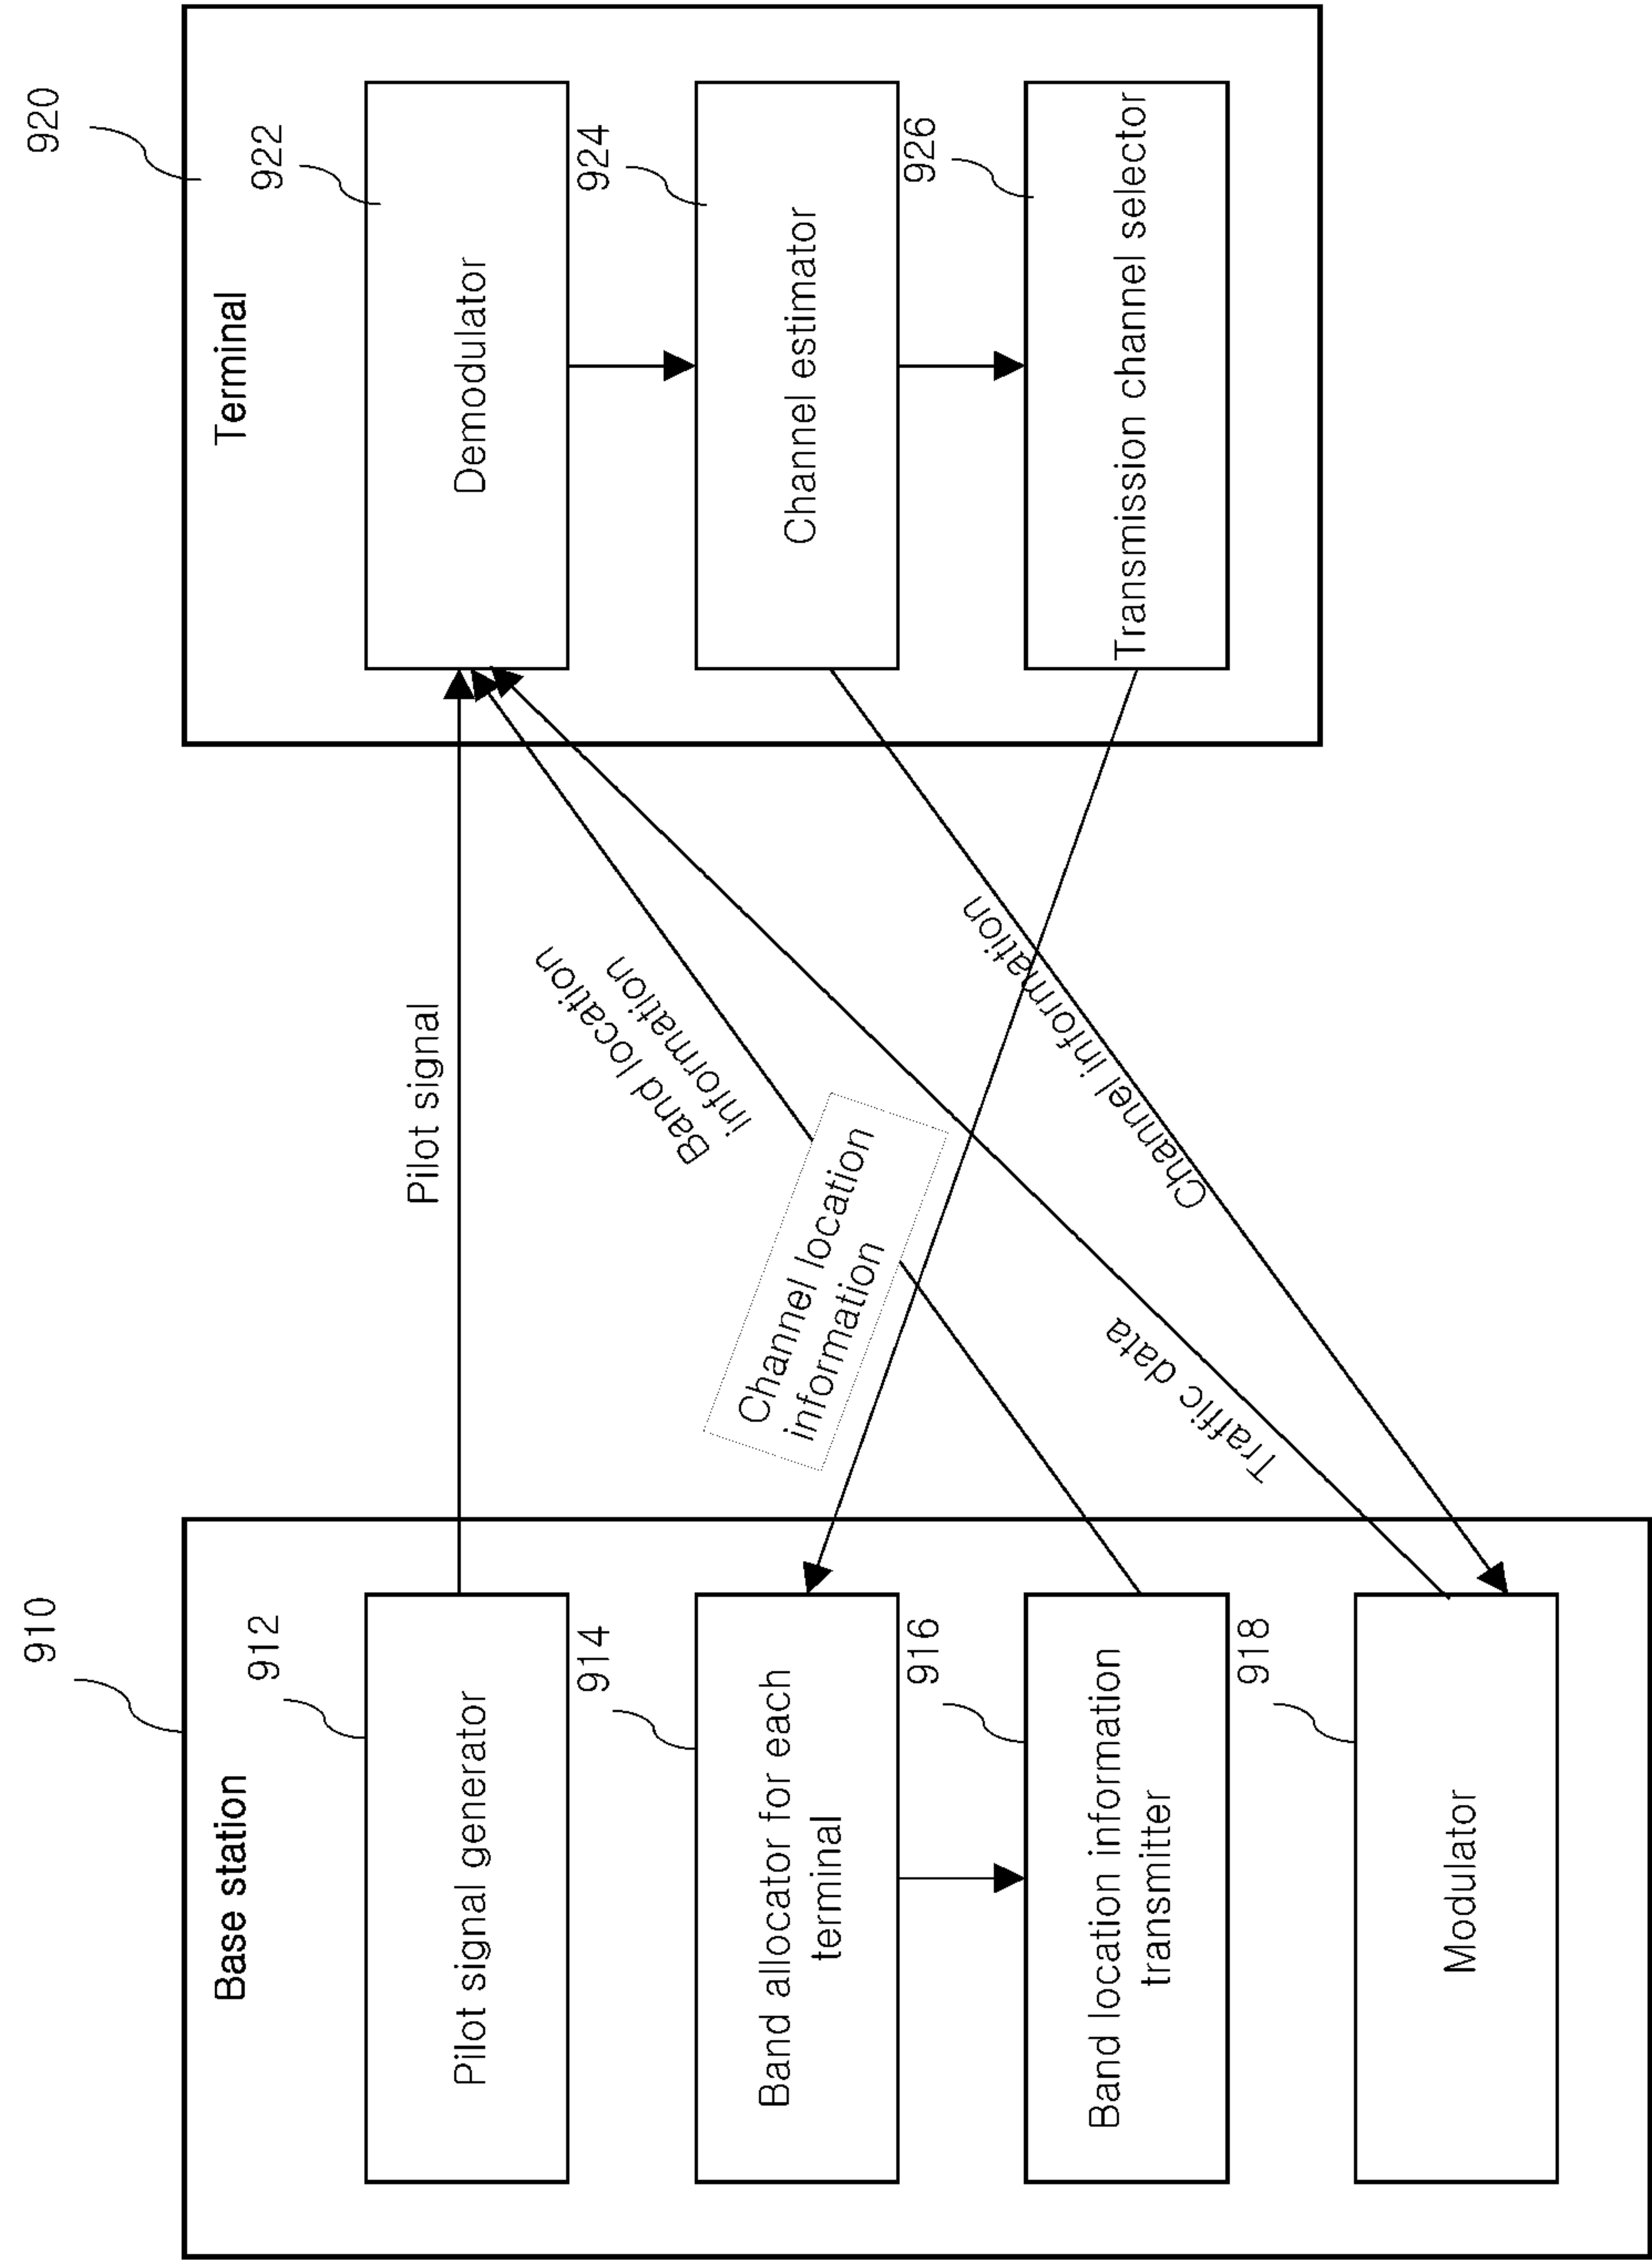 910
Base station
912
Pilot signal generator
914
Band allocator for each
terminal
916
Band location information
transmitter
918
Modulator
Pilot signal
Band location
information
Channel location
information
Traffic data
Channel information
920
Terminal
922
Demodulator
924
Channel estimator
926
Transmission channel selector